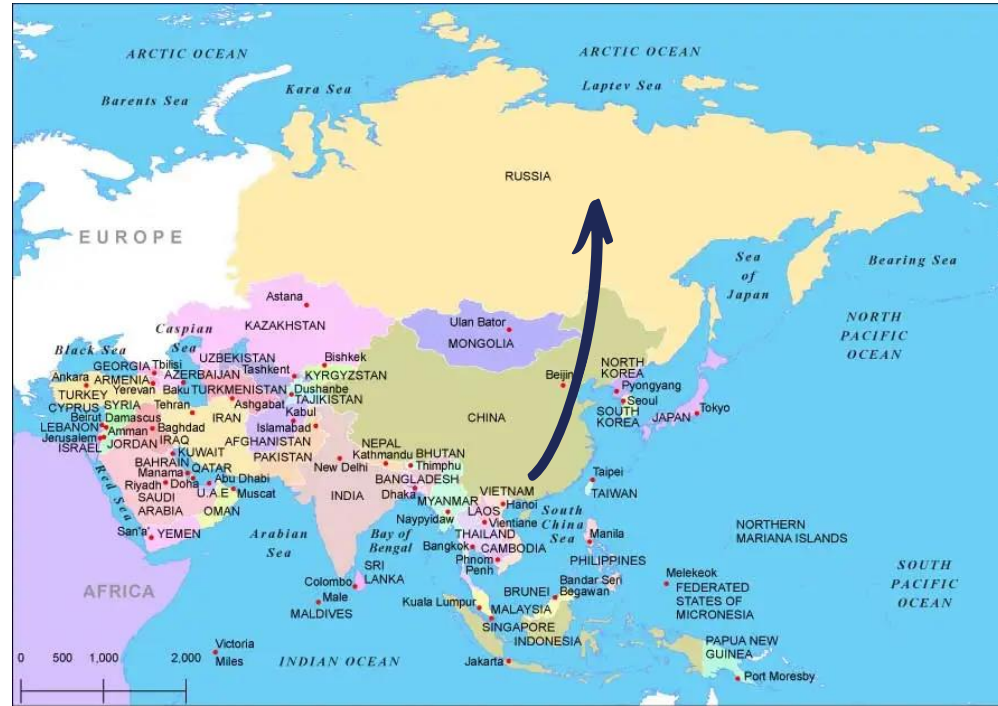 ARCTIC OCEAN
ARCTIC OCEAN
Barents Sea
Kara Sea
Laptev Sea
RUSSIA
EUROPE
Sea
of
Japan
Bearing Sea
NORTH
PACIFIC
OCEAN
Astana
KAZAKHSTAN
Caspian
Sea
Ulan Bator
MONGOLIA
Black Sea
GEORGIA
Tbilisi
UZBEKISTAN
Tashkent
Bishkek
KYRGYZSTAN
Ankara
TURKEY
ARMENIA
Yerevan
AZERBAIJAN
Baku
TURKMENISTAN
Ashgabat
Dushanbe
TAJIKISTAN
Beijin
NORTH
KOREA
Pyongyang
Seoul
SOUTH
KOREA
JAPAN
Tokyo
CYPRUS
SYRIA
Tehran
IRAN
Kabul
Islamabad
CHINA
Beirut
Damascus
LEBANON
Amman
Baghdad
Jerusalem
ISRAEL
JORDAN
IRAQ
KUWAIT
AFGHANISTAN
PAKISTAN
New Delhi
NEPAL
Kathmandu
BHUTAN
Thimphu
BAHRAIN
Manama
QATAR
Riyadh
Doha
Abu Dhabi
U.A.E
Muscat
SAUDI
ARABIA
OMAN
Red Sea
INDIA
BANGLADESH
Dhaka
MYANMAR
Naypyidaw
VIETNAM
Hanoi
LAOS
Vientiane
Taipei
TAIWAN
San'a'
YEMEN
Arabian
Sea
Bay of
Bengal
THAILAND
Bangkok
CAMBODIA
Phnom
Penh
South
China
Sea
Manila
PHILIPPINES
NORTHERN
MARIANA ISLANDS
AFRICA
SRI
LANKA
Colombo
Male
MALDIVES
Kuala Lumpur
MALAYSIA
BRUNEI
Bandar Seri
Begawan
SINGAPORE
INDONESIA
Melekeok
FEDERATED
STATES OF
MICRONESIA
SOUTH
PACIFIC
OCEAN
Victoria
INDIAN OCEAN
Jakarta
PAPUA NEW
GUINEA
Port Moresby
0 500 1,000 2,000
Miles